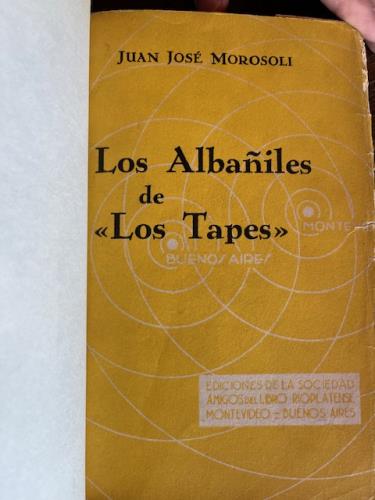 JUAN JOSÉ MOROSOLI
Los Albañiles
de
«Los Tapes»
MONTE
BUENOS AIRES
EDICIONES DE LA SOCIEDAD
AMIGOS DEL LIBRO RIOPLATENSE
MONTEVIDEO - BUENOS AIRES